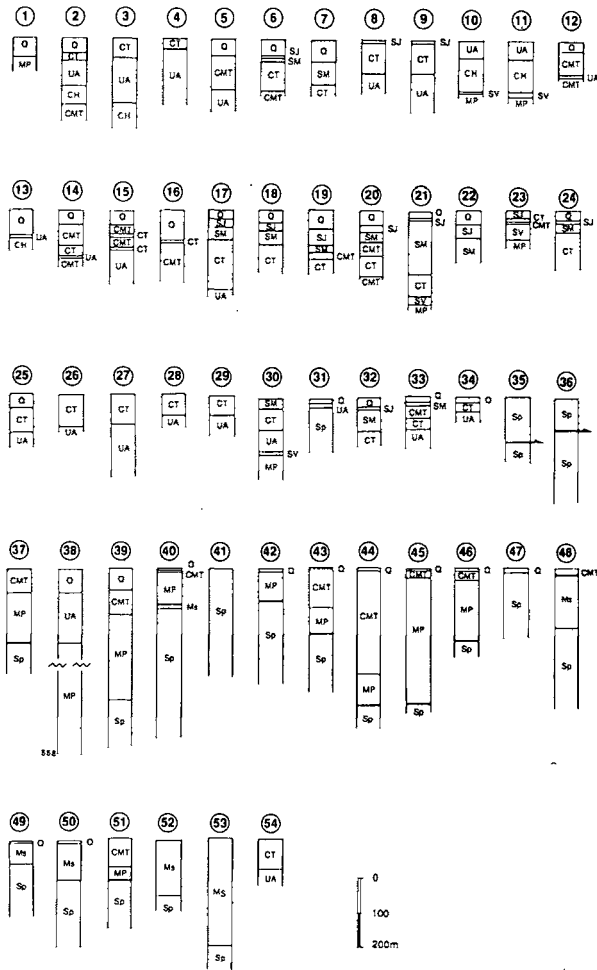 1 2 3 4 5 6 7 8 9 10 11 12
Q
MP
Q
CT
UA
CH
CMT
CT
UA
CH
CT
UA
Q
CMT
UA
Q
SJ
SM
CT
CMT
Q
SM
CT
SJ
CT
UA
SJ
CT
UA
UA
CH
SV
MP
UA
CH
SV
MP
Q
CMT
UA
CMT
13 14 15 16 17 18 19 20 21 22 23 24
Q
UA
CH
Q
CMT
CT
UA
CMT
Q
CMT
CT
CMT
CT
UA
Q
CT
CMT
Q
SJ
SM
CT
UA
Q
SJ
SM
CT
Q
SJ
SM
CMT
CT
Q
SJ
SM
CMT
CT
CMT
Q
SJ
SM
CT
SV
MP
Q
SJ
SM
SJ
CT
CMT
SV
MP
Q
SJ
SM
CT
25 26 27 28 29 30 31 32 33 34 35 36
Q
CT
UA
CT
UA
CT
UA
CT
UA
CT
UA
SM
CT
UA
SV
MP
Q
UA
Sp
Q
SJ
SM
CT
Q
SM
CMT
CT
UA
Q
CT
UA
Sp
Sp
Sp
Sp
37 38 39 40 41 42 43 44 45 46 47 48
CMT
MP
Sp
Q
UA
MP
558
Q
CMT
MP
Sp
Q
CMT
MP
Ms
Sp
Sp
Q
MP
Sp
Q
CMT
MP
Sp
Q
CMT
MP
Sp
Q
CMT
MP
Sp
Q
CMT
MP
Sp
Q
Sp
CMT
Ms
Sp
49 50 51 52 53 54
Q
Ms
Sp
Q
Ms
Sp
CMT
MP
Sp
Ms
Sp
MS
Sp
CT
UA
0
100
200m